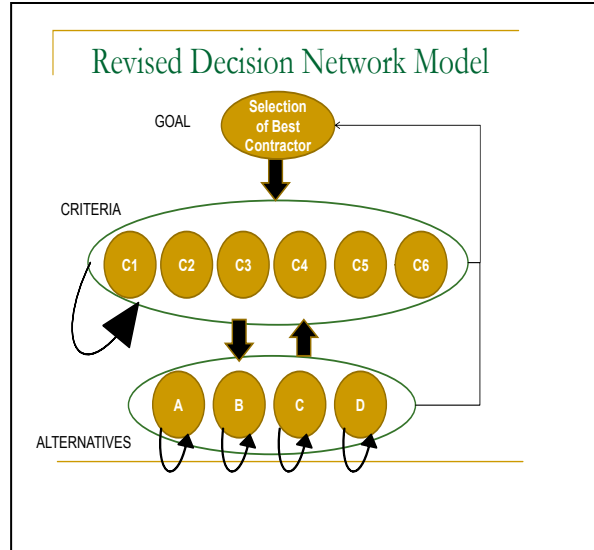 Revised Decision Network Model
GOAL
Selection
of Best
Contractor
CRITERIA
C1 C2 C3 C4 C5 C6
A B C D
ALTERNATIVES